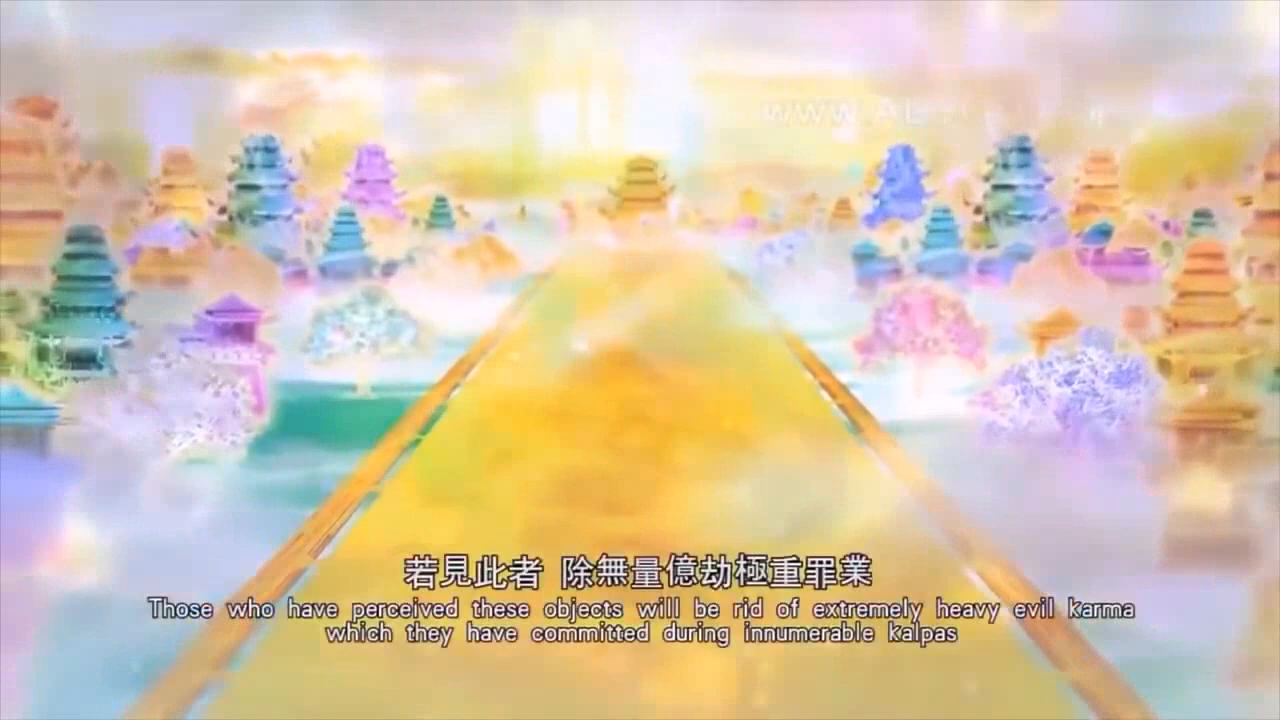 若見此者 除無量億劫極重罪業
Those who have perceived these objects will be rid of extremely heavy evil karma
which they have committed during innumerable kalpas